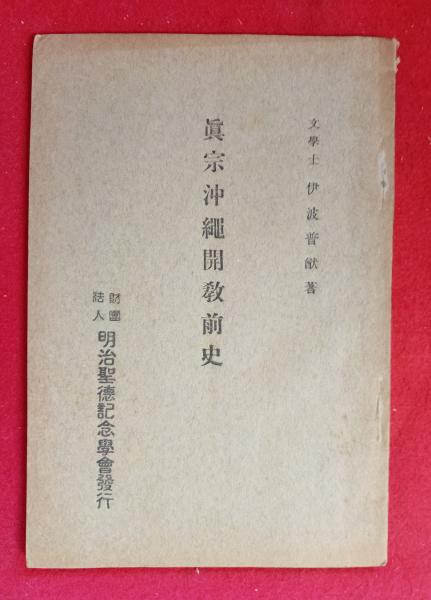 文學士 伊波普猷著
眞宗沖繩開教前史
財團
法人
明治聖德記念學會發行